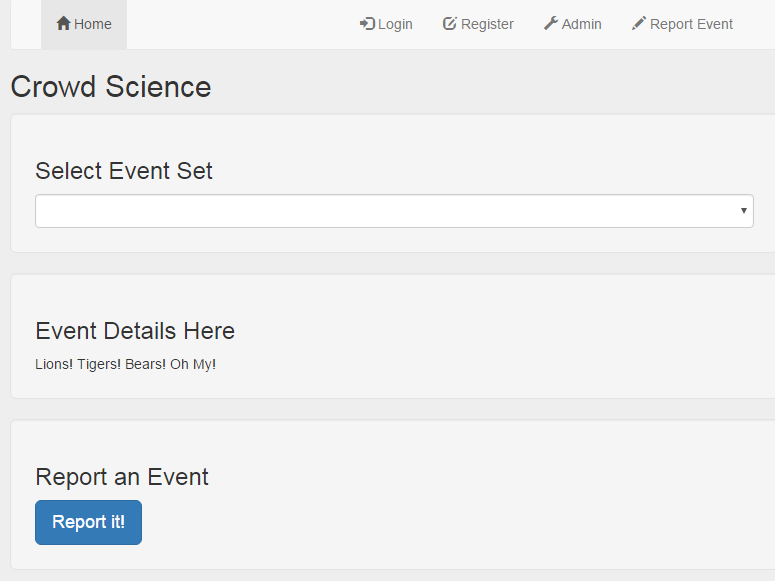 Home Login Register Admin Report Event
Crowd Science
Select Event Set
Event Details Here
Lions! Tigers! Bears! Oh My!
Report an Event
Report it!